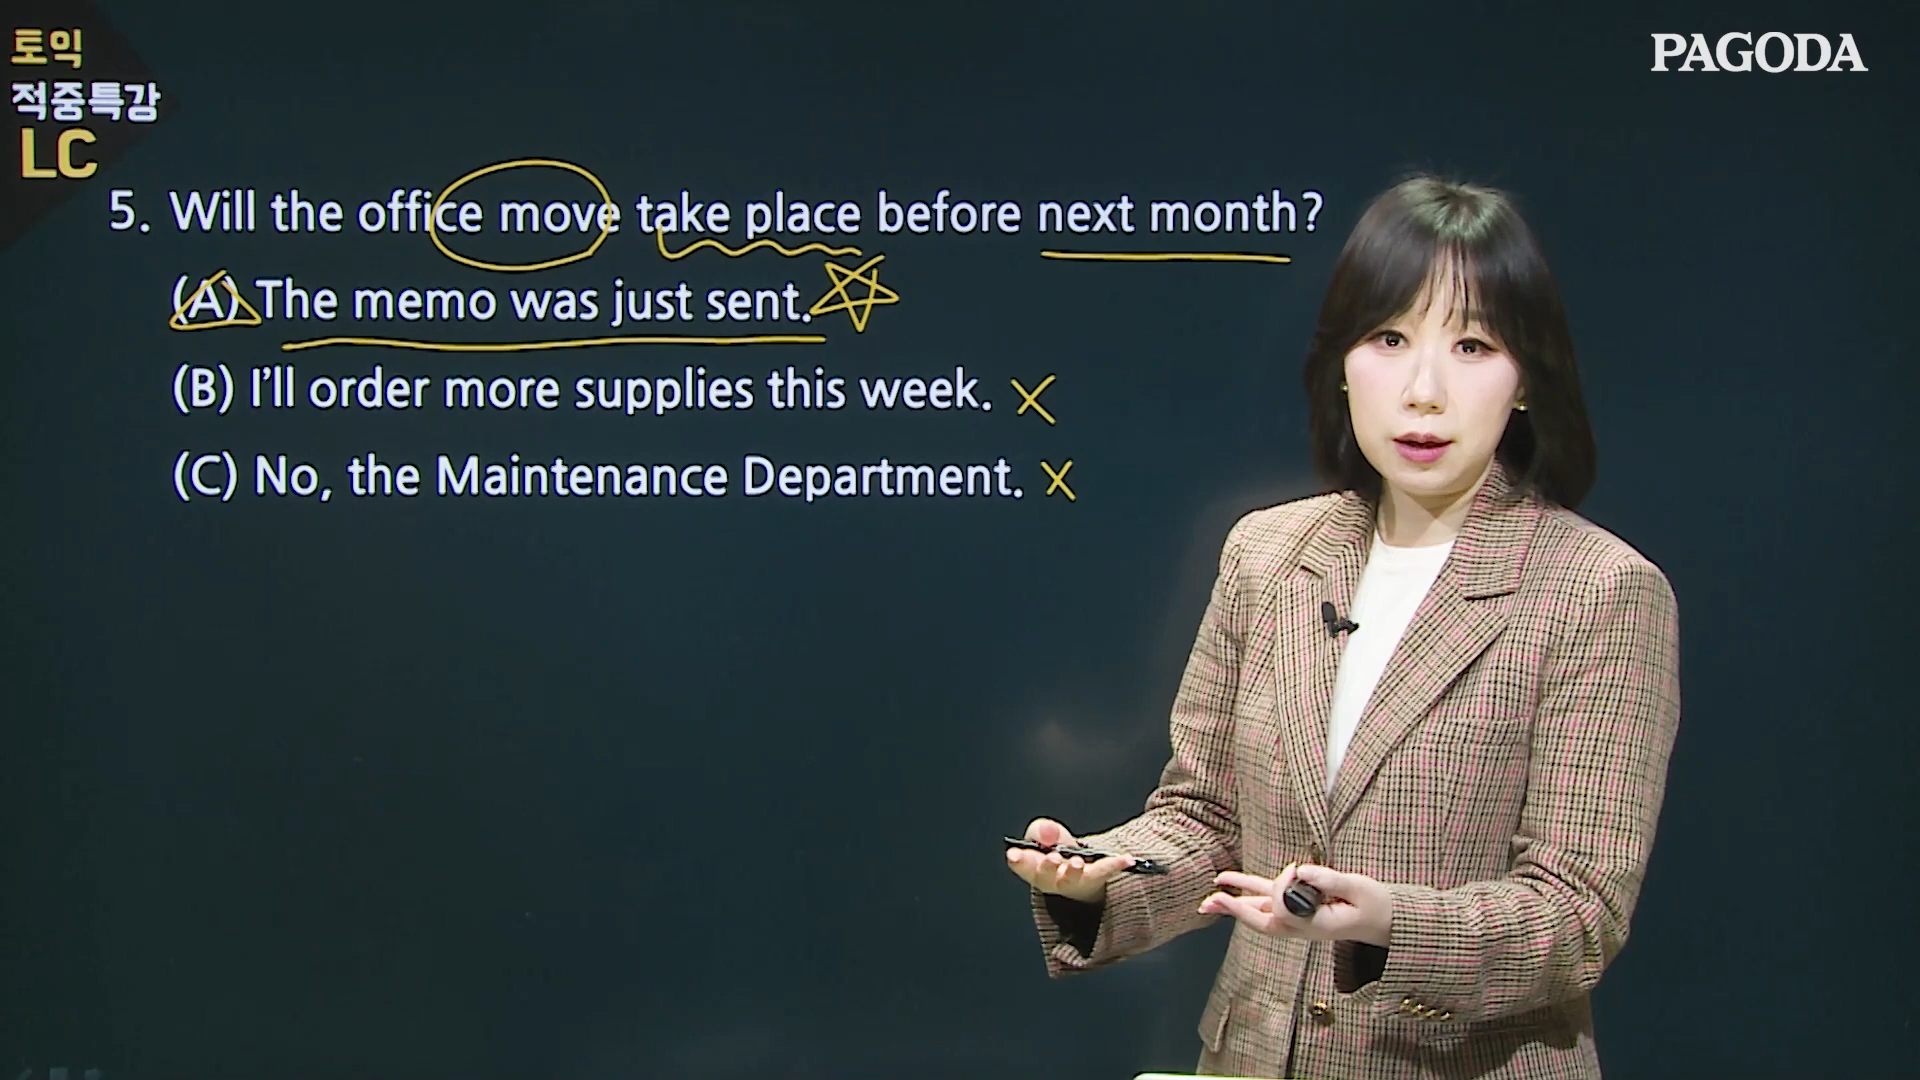 토익
적중특강
LC
PAGODA
5. Will the office move take place before next month?
(A) The memo was just sent.
(B) I'll order more supplies this week.
(C) No, the Maintenance Department.